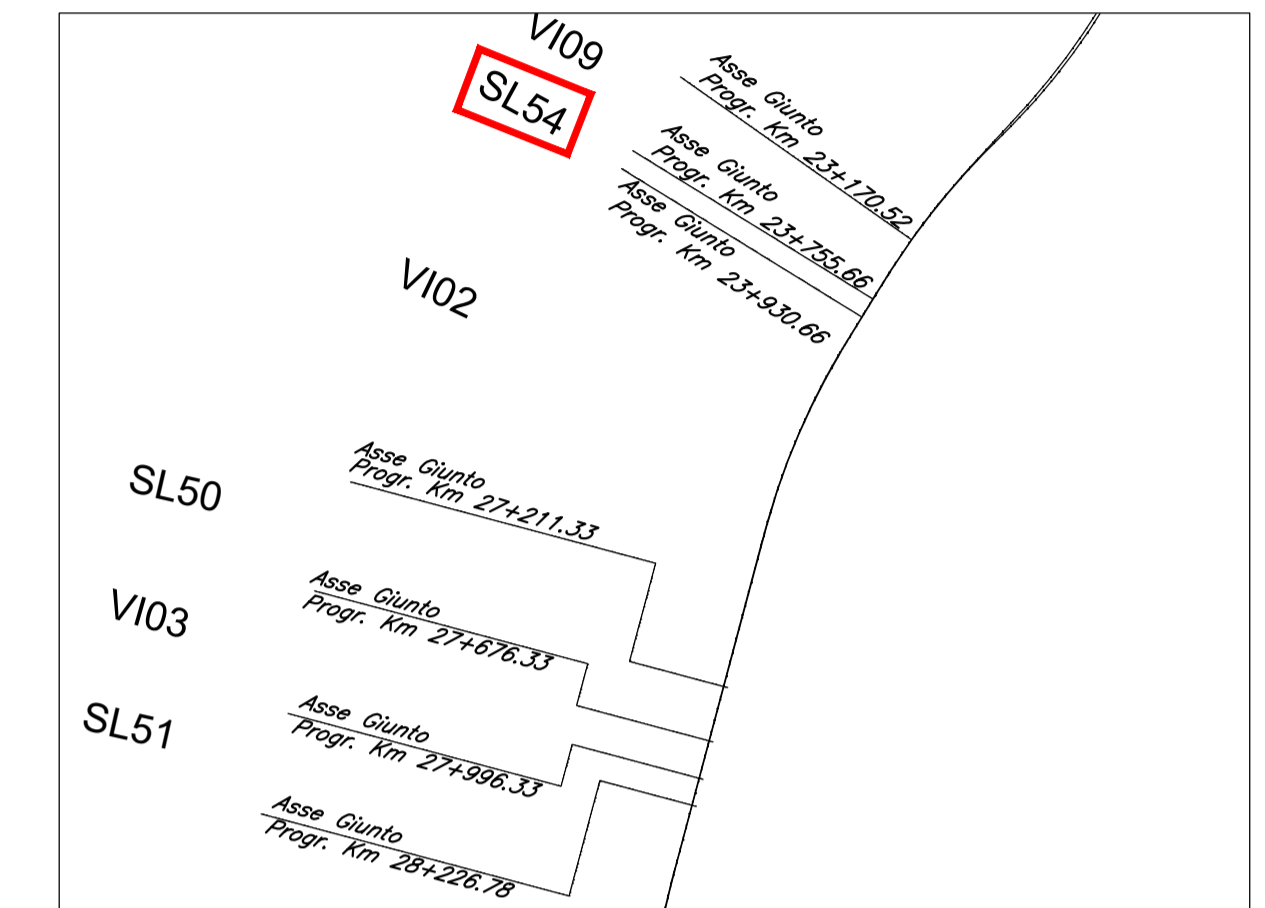 VI09
SL54
Asse Giunto
Progr. Km 23+170.52
Asse Giunto
Progr. Km 23+755.66
Asse Giunto
Progr. Km 23+930.66
VI02
Asse Giunto
Progr. Km 27+211.33
SL50
Asse Giunto
Progr. Km 27+676.33
VI03
Asse Giunto
Progr. Km 27+996.33
SL51
Asse Giunto
Progr. Km 28+226.78